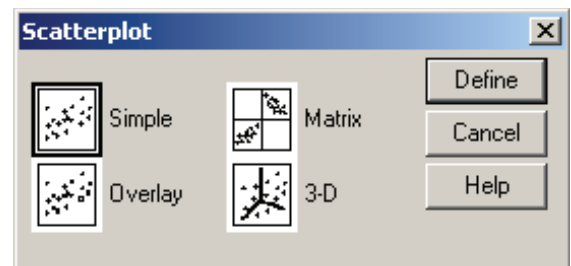 Scatterplot
Simple
Matrix
Overlay
3-D
Define
Cancel
Help